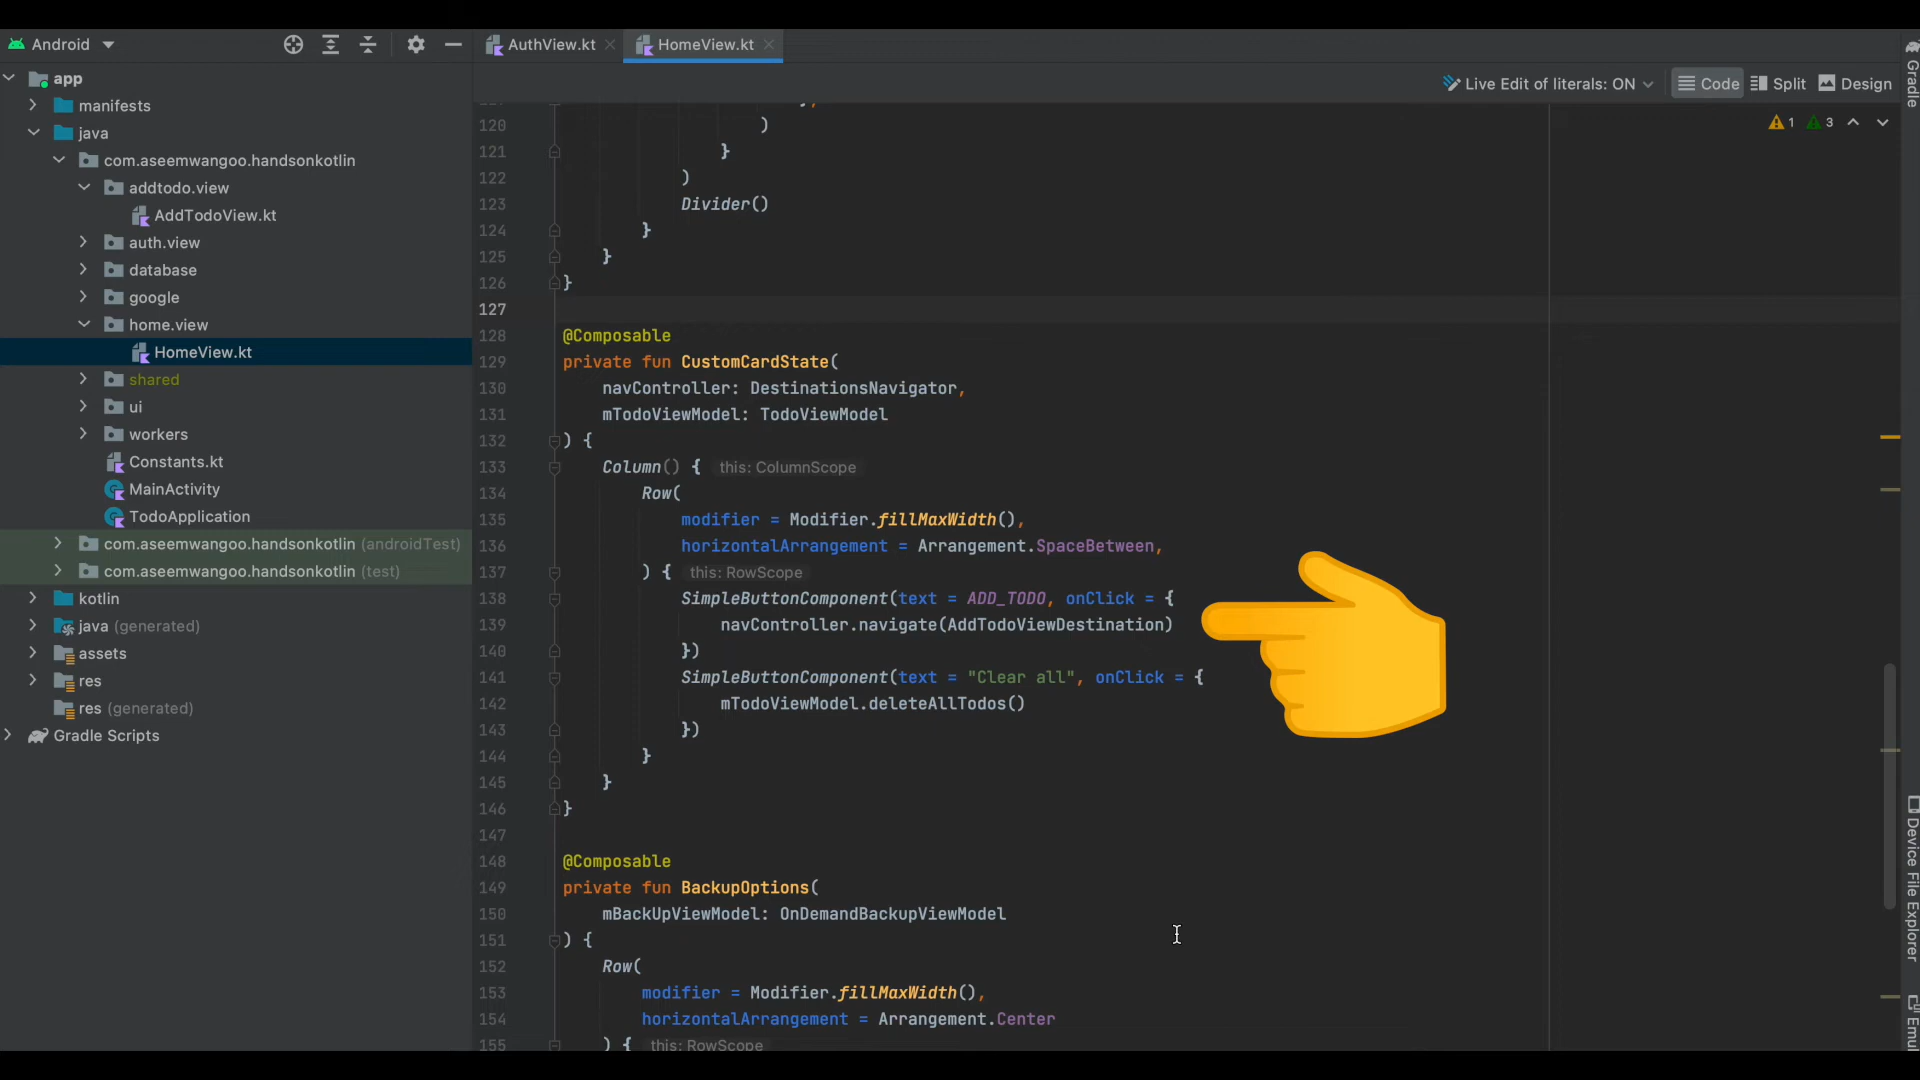 Android
AuthView.kt
HomeView.kt
Live Edit of literals: ON
Code
Split
Design
1
3
app
manifests
java
com.aseemwangoo.handsonkotlin
addtodo.view
AddTodoView.kt
auth.view
database
google
home.view
HomeView.kt
shared
ui
workers
Constants.kt
MainActivity
TodoApplication
com.aseemwangoo.handsonkotlin (androidTest)
com.aseemwangoo.handsonkotlin (test)
kotlin
java (generated)
assets
res
res (generated)
Gradle Scripts
120 )
121 }
122 )
123 Divider()
124 }
125 }
126 }
127
128 @Composable
129 private fun CustomCardState(
130 navController: DestinationsNavigator,
131 mTodoViewModel: TodoViewModel
132 ) {
133 Column() { this: ColumnScope
134 Row(
135 modifier = Modifier.fillMaxWidth(),
136 horizontalArrangement = Arrangement.SpaceBetween,
137 ) { this: RowScope
138 SimpleButtonComponent(text = ADD_TODO, onClick = {
139 navController.navigate(AddTodoViewDestination)
140 })
141 SimpleButtonComponent(text = "Clear all", onClick = {
142 mTodoViewModel.deleteAllTodos()
143 })
144 }
145 }
146 }
147
148 @Composable
149 private fun BackupOptions(
150 mBackUpViewModel: OnDemandBackupViewModel
151 ) {
152 Row(
153 modifier = Modifier.fillMaxWidth(),
154 horizontalArrangement = Arrangement.Center
155 ) { this: RowScope
Gradle
Device File Explorer